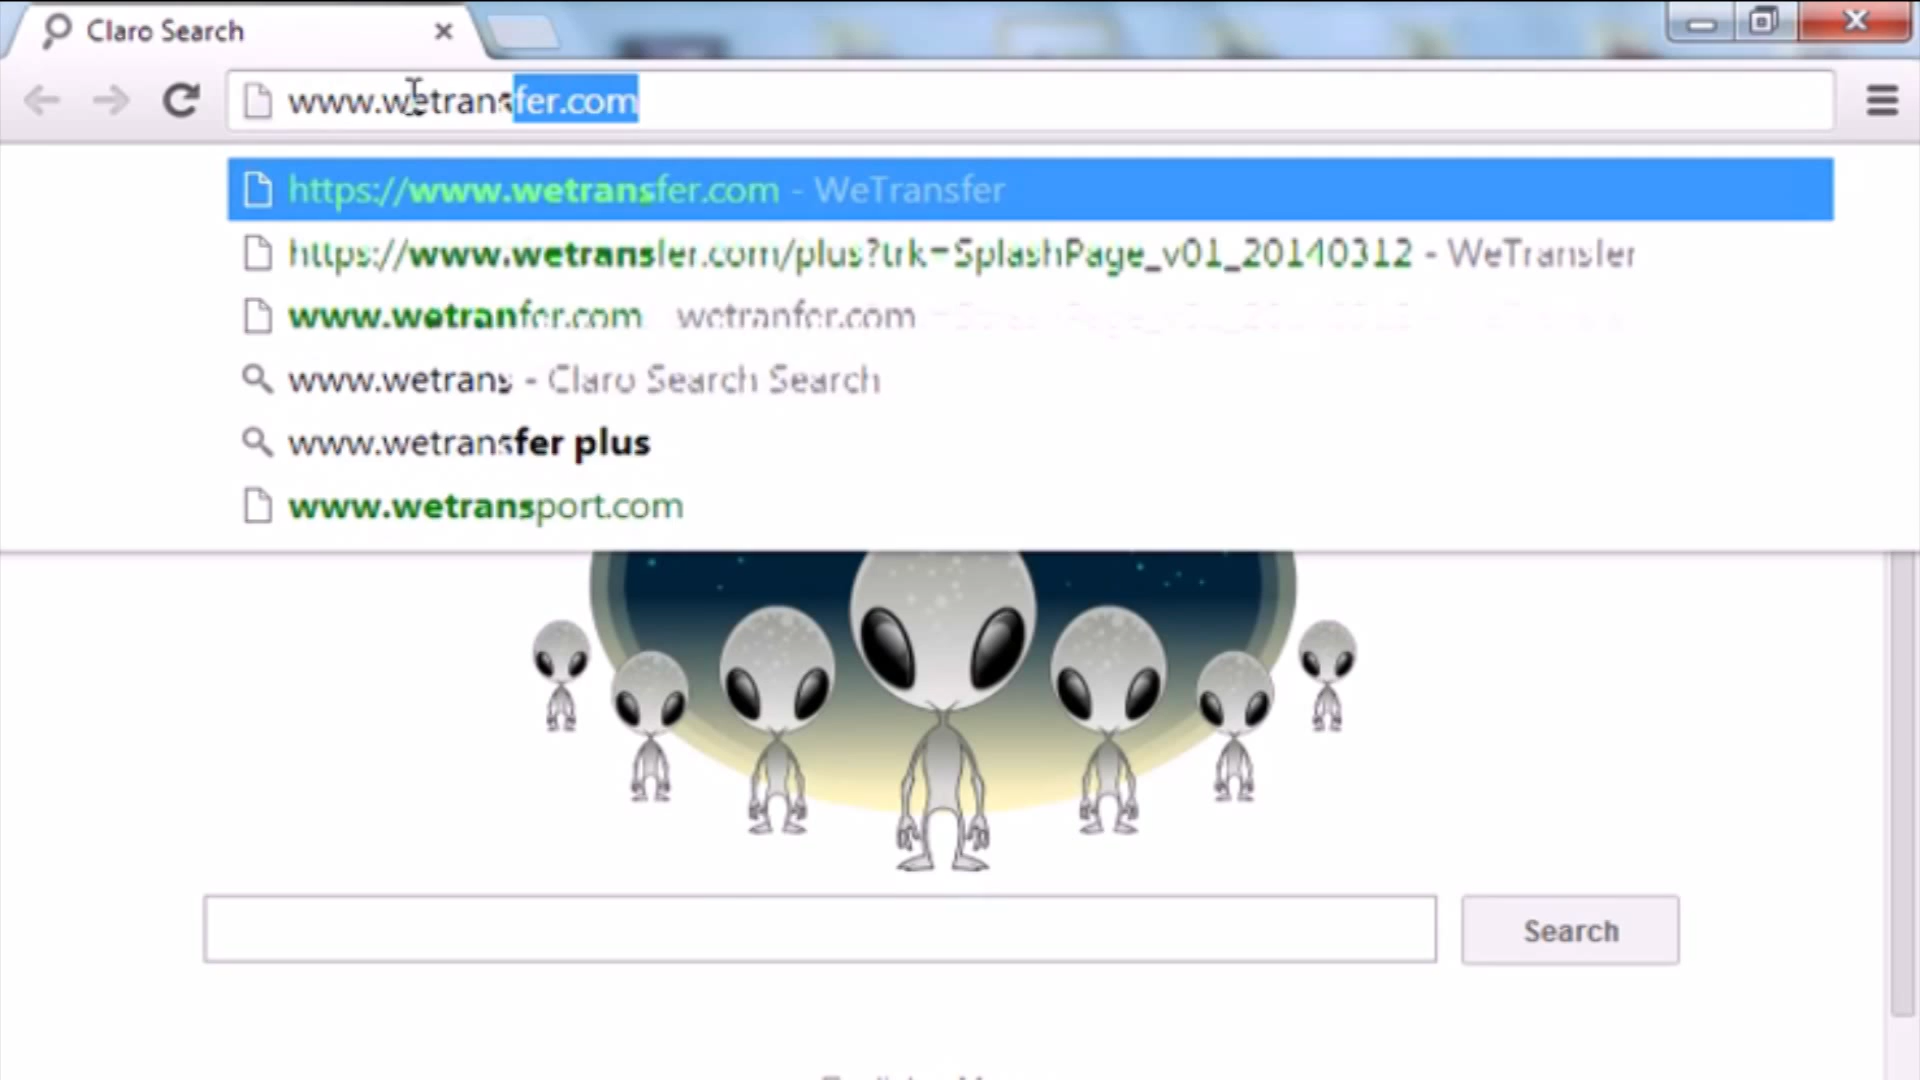 Claro Search
www.wetransfer.com
https://www.wetransfer.com - WeTransfer
https://www.wetransfer.com/plus?trk=SplashPage_v01_20140312 - WeTransfer
www.wetranfer.com wetranfer.com
www.wetrans - Claro Search Search
www.wetransfer plus
www.wetransport.com
Search